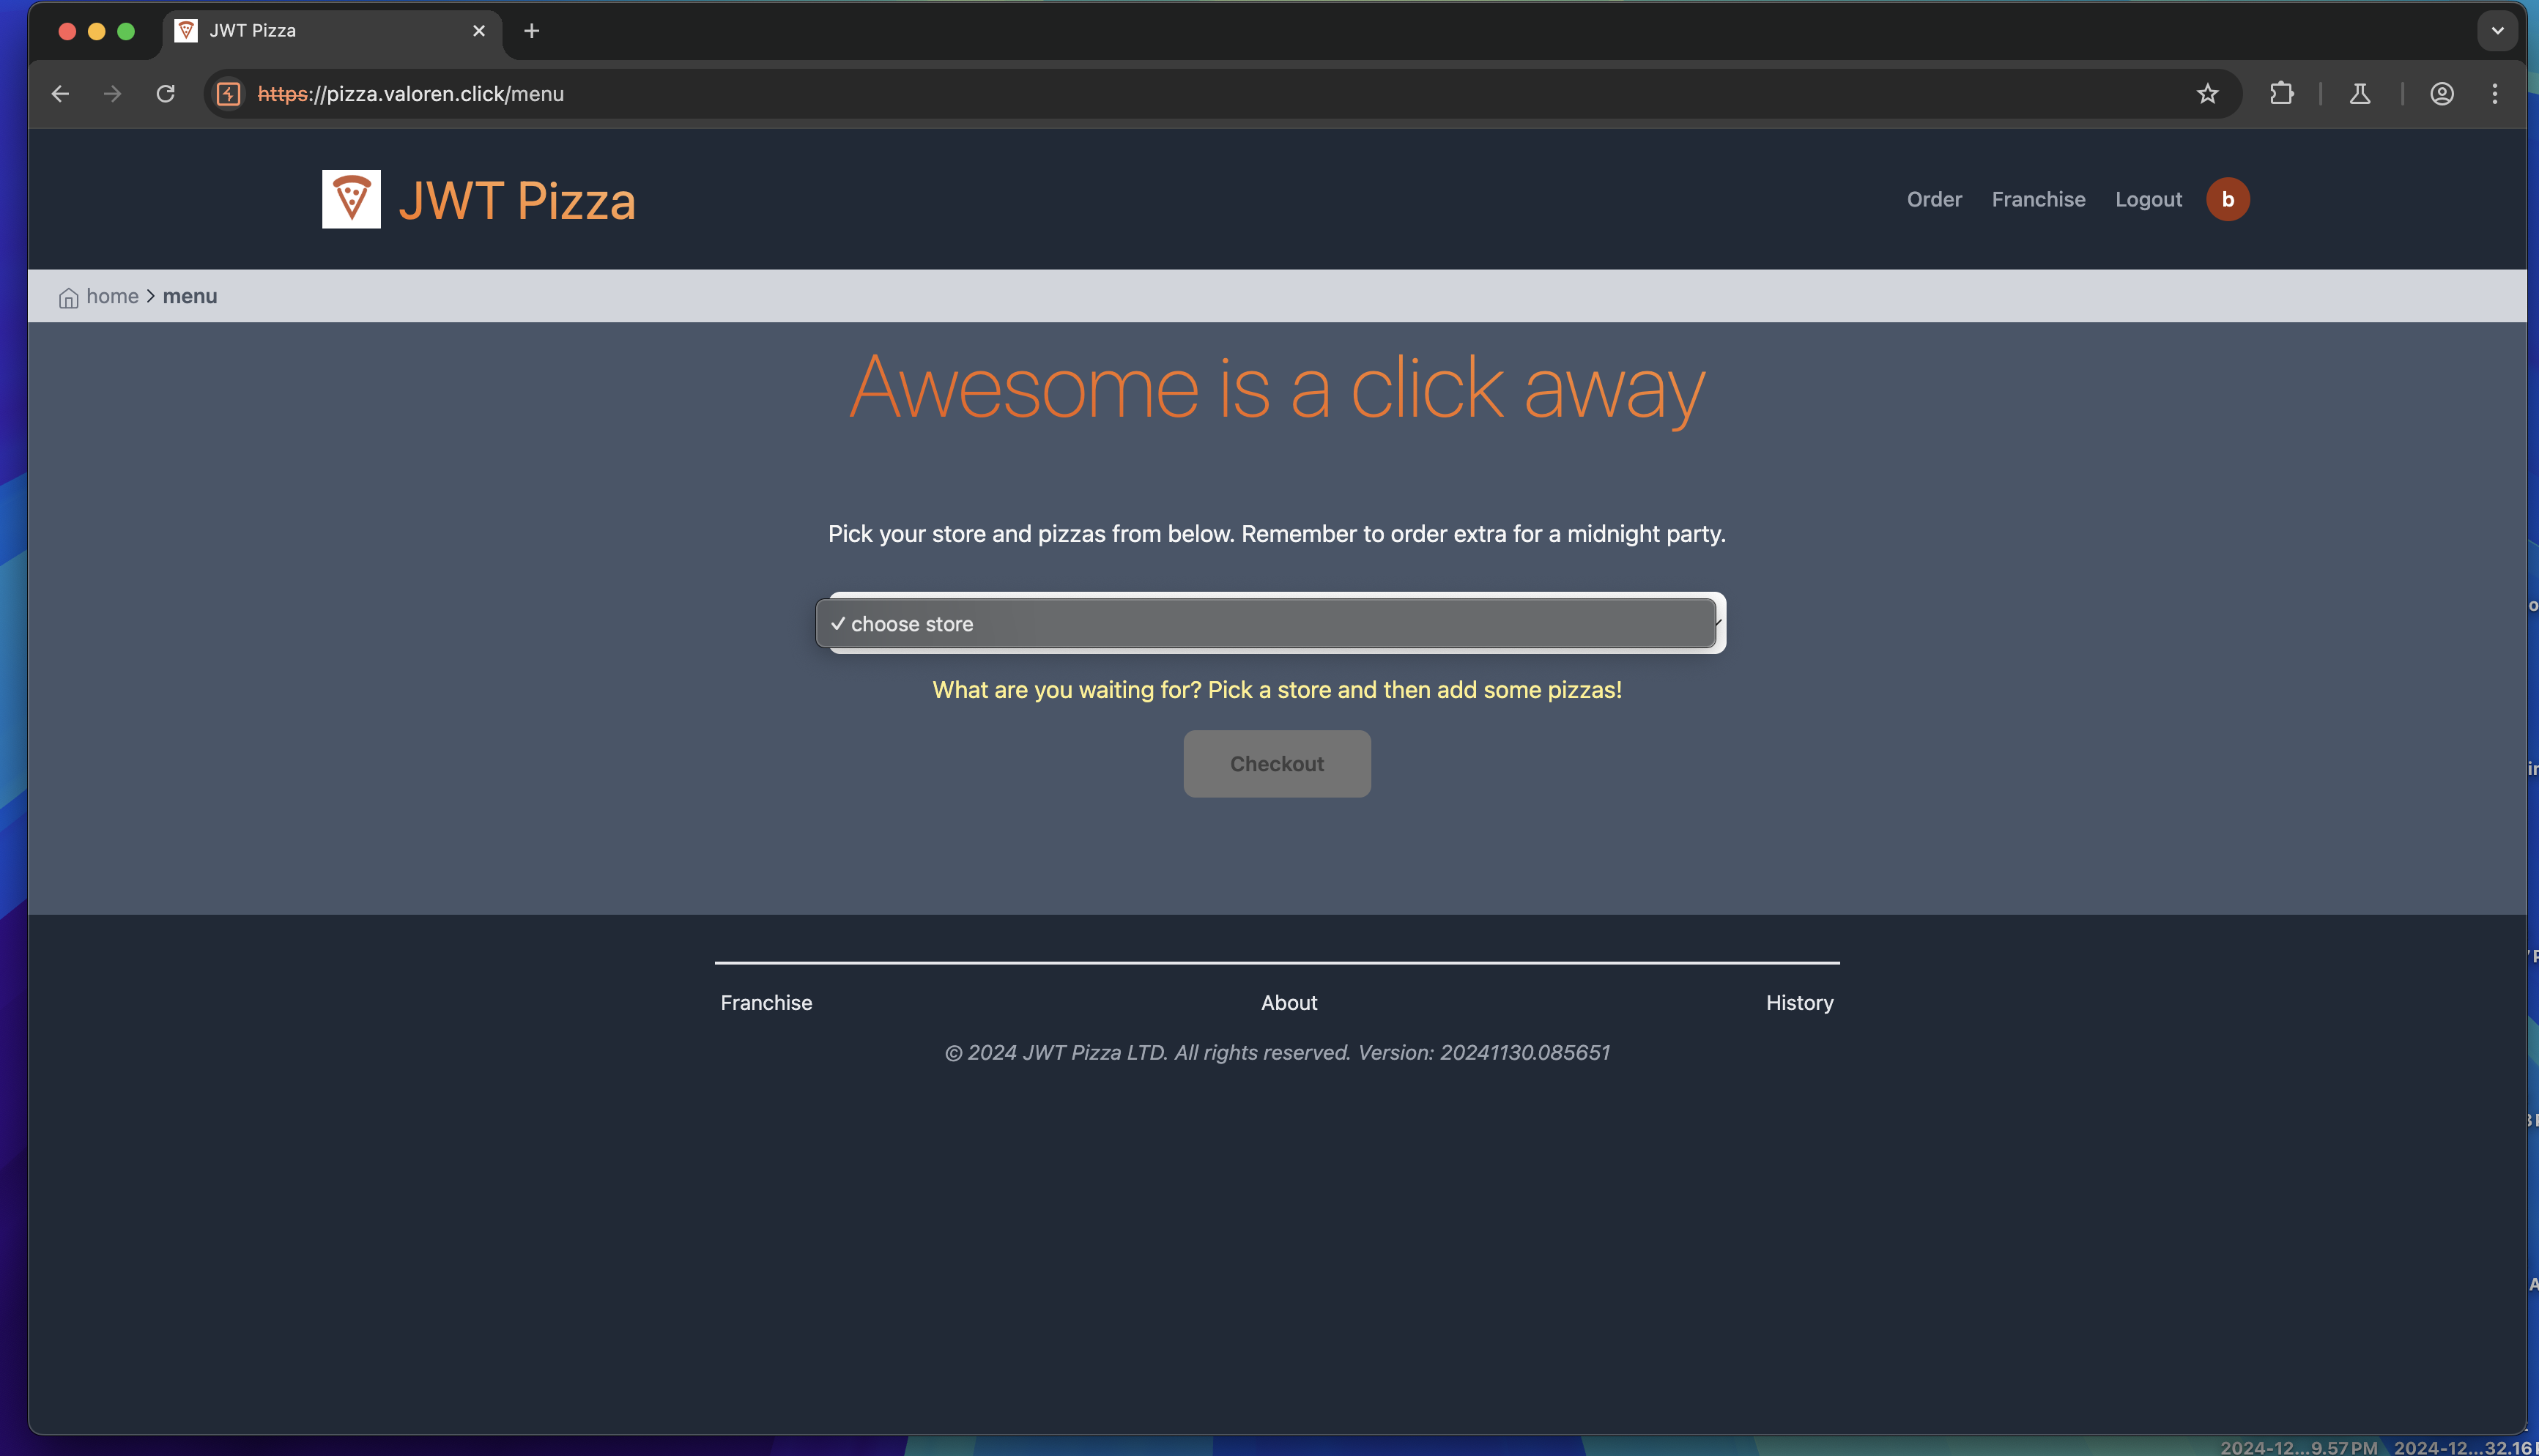 JWT Pizza
https://pizza.valoren.click/menu
JWT Pizza
Order Franchise Logout b
home > menu
Awesome is a click away
Pick your store and pizzas from below. Remember to order extra for a midnight party.
✓ choose store
What are you waiting for? Pick a store and then add some pizzas!
Checkout
Franchise About History
© 2024 JWT Pizza LTD. All rights reserved. Version: 20241130.085651
2024-12...9.57 PM 2024-12...32.16